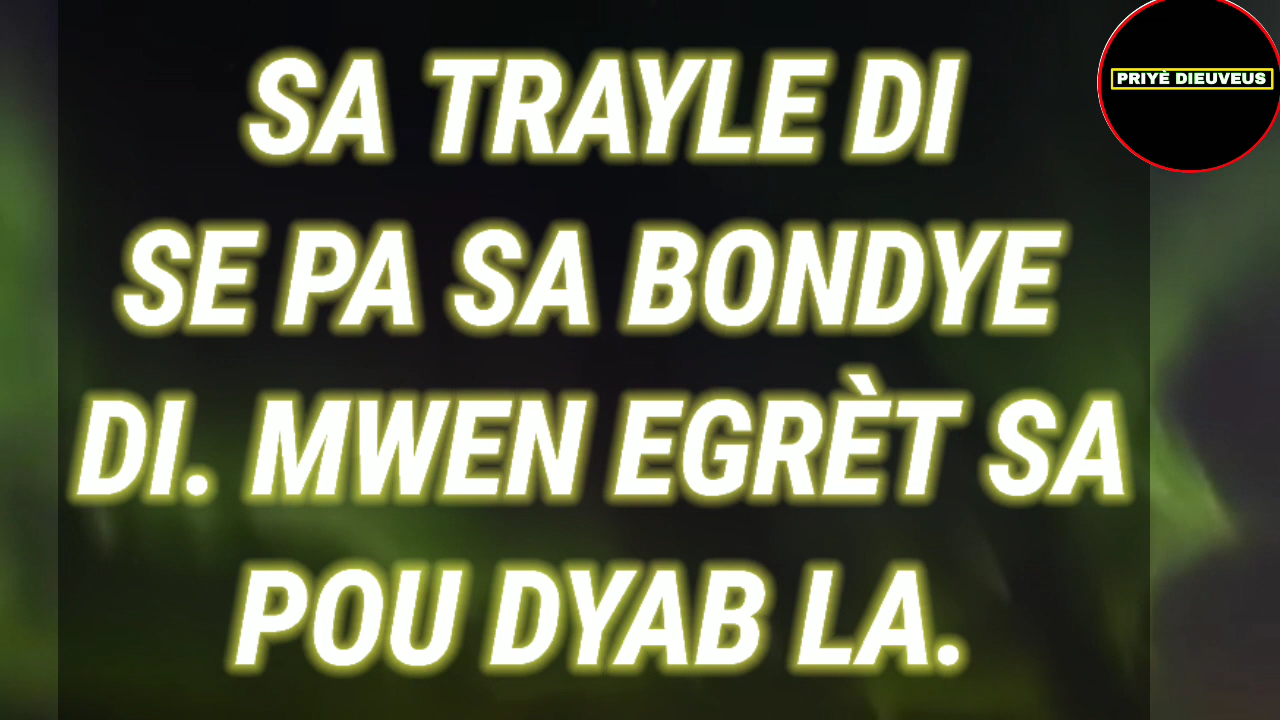 SA TRAYLE DI
SE PA SA BONDYE
DI. MWEN EGRÈT SA
POU DYAB LA.
PRIYÈ DIEUVEUS